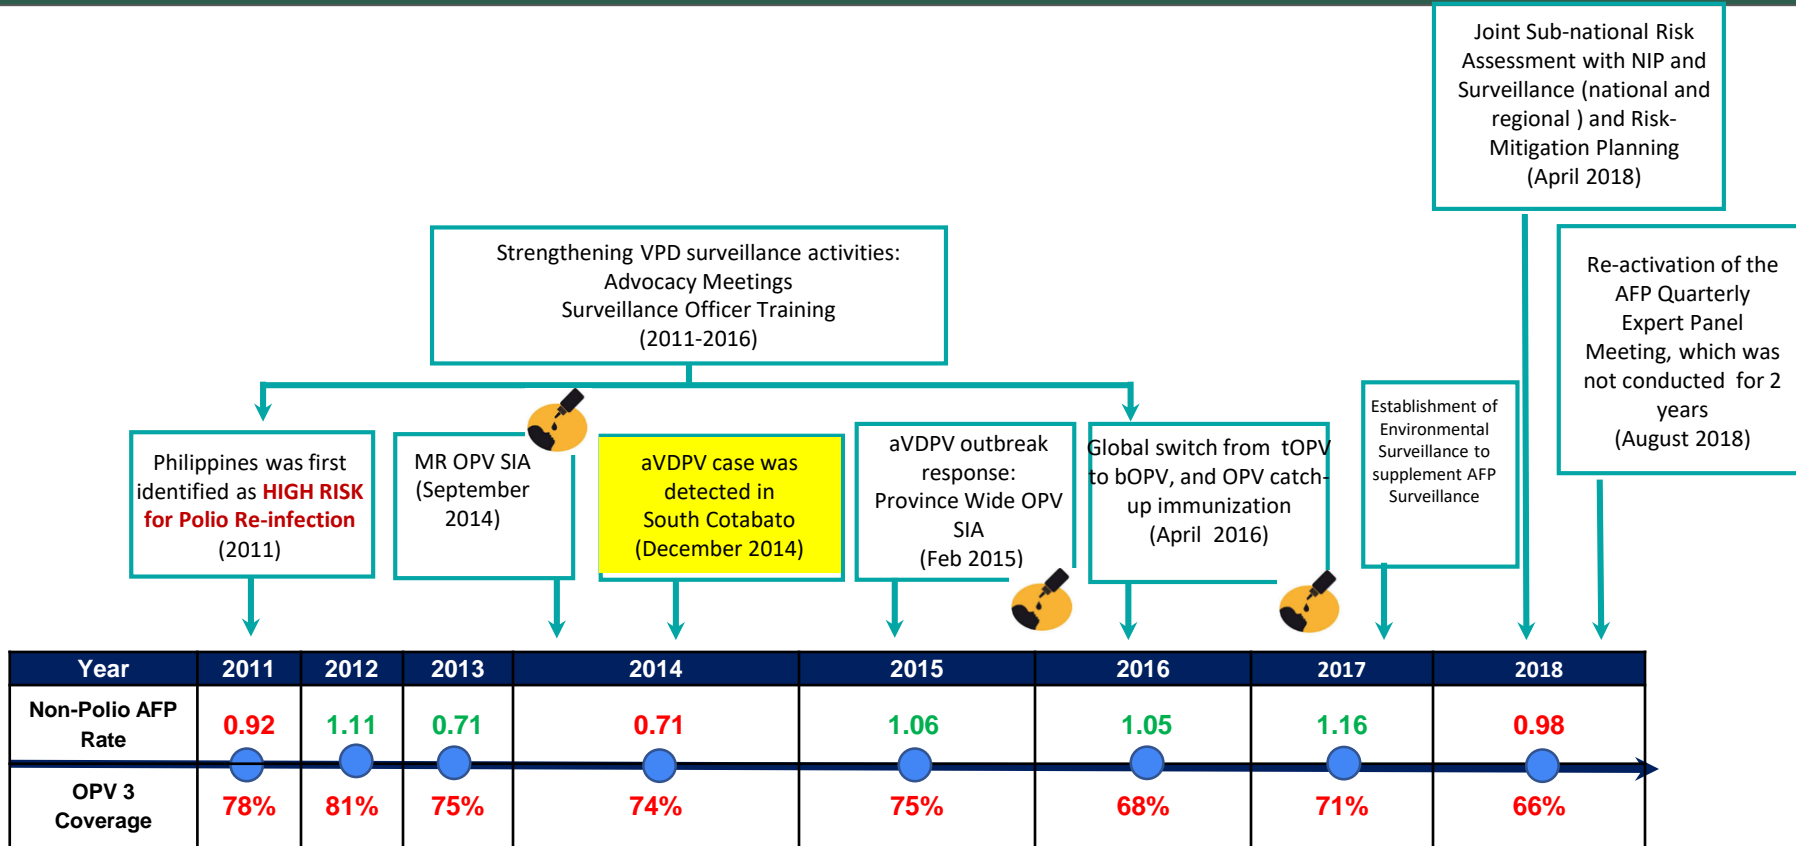 Joint Sub-national Risk
Assessment with NIP and
Surveillance (national and
regional ) and Risk-
Mitigation Planning
(April 2018)
Strengthening VPD surveillance activities:
Advocacy Meetings
Surveillance Officer Training
(2011-2016)
Re-activation of the
AFP Quarterly
Expert Panel
Meeting, which was
not conducted for 2
years
(August 2018)
Philippines was first
identified as HIGH RISK
for Polio Re-infection
(2011)
MR OPV SIA
(September
2014)
aVDPV case was
detected in
South Cotabato
(December 2014)
aVDPV outbreak
response:
Province Wide OPV
SIA
(Feb 2015)
Global switch from tOPV
to bOPV, and OPV catch-
up immunization
(April 2016)
Establishment of
Environmental
Surveillance to
supplement AFP
Surveillance
Year 2011 2012 2013 2014 2015 2016 2017 2018
Non-Polio AFP
Rate 0.92 1.11 0.71 0.71 1.06 1.05 1.16 0.98
OPV 3
Coverage 78% 81% 75% 74% 75% 68% 71% 66%